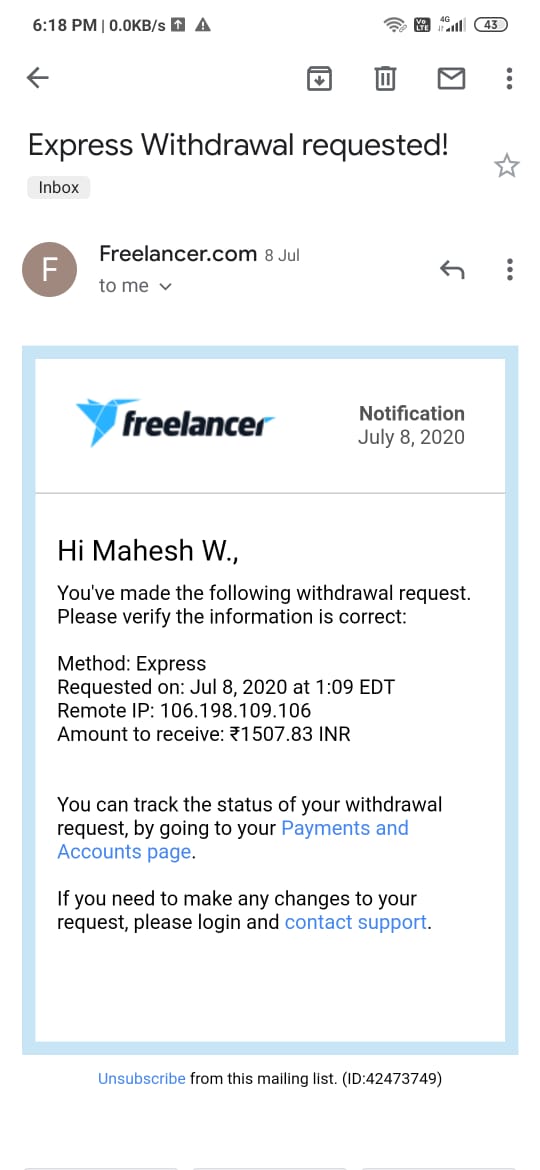 6:18 PM | 0.0KB/s
Vo LTE 4G 43
Express Withdrawal requested!
Inbox
F
Freelancer.com 8 Jul
to me
freelancer
Notification
July 8, 2020
Hi Mahesh W.,
You've made the following withdrawal request.
Please verify the information is correct:
Method: Express
Requested on: Jul 8, 2020 at 1:09 EDT
Remote IP: 106.198.109.106
Amount to receive: ₹1507.83 INR
You can track the status of your withdrawal
request, by going to your Payments and
Accounts page.
If you need to make any changes to your
request, please login and contact support.
Unsubscribe from this mailing list. (ID:42473749)